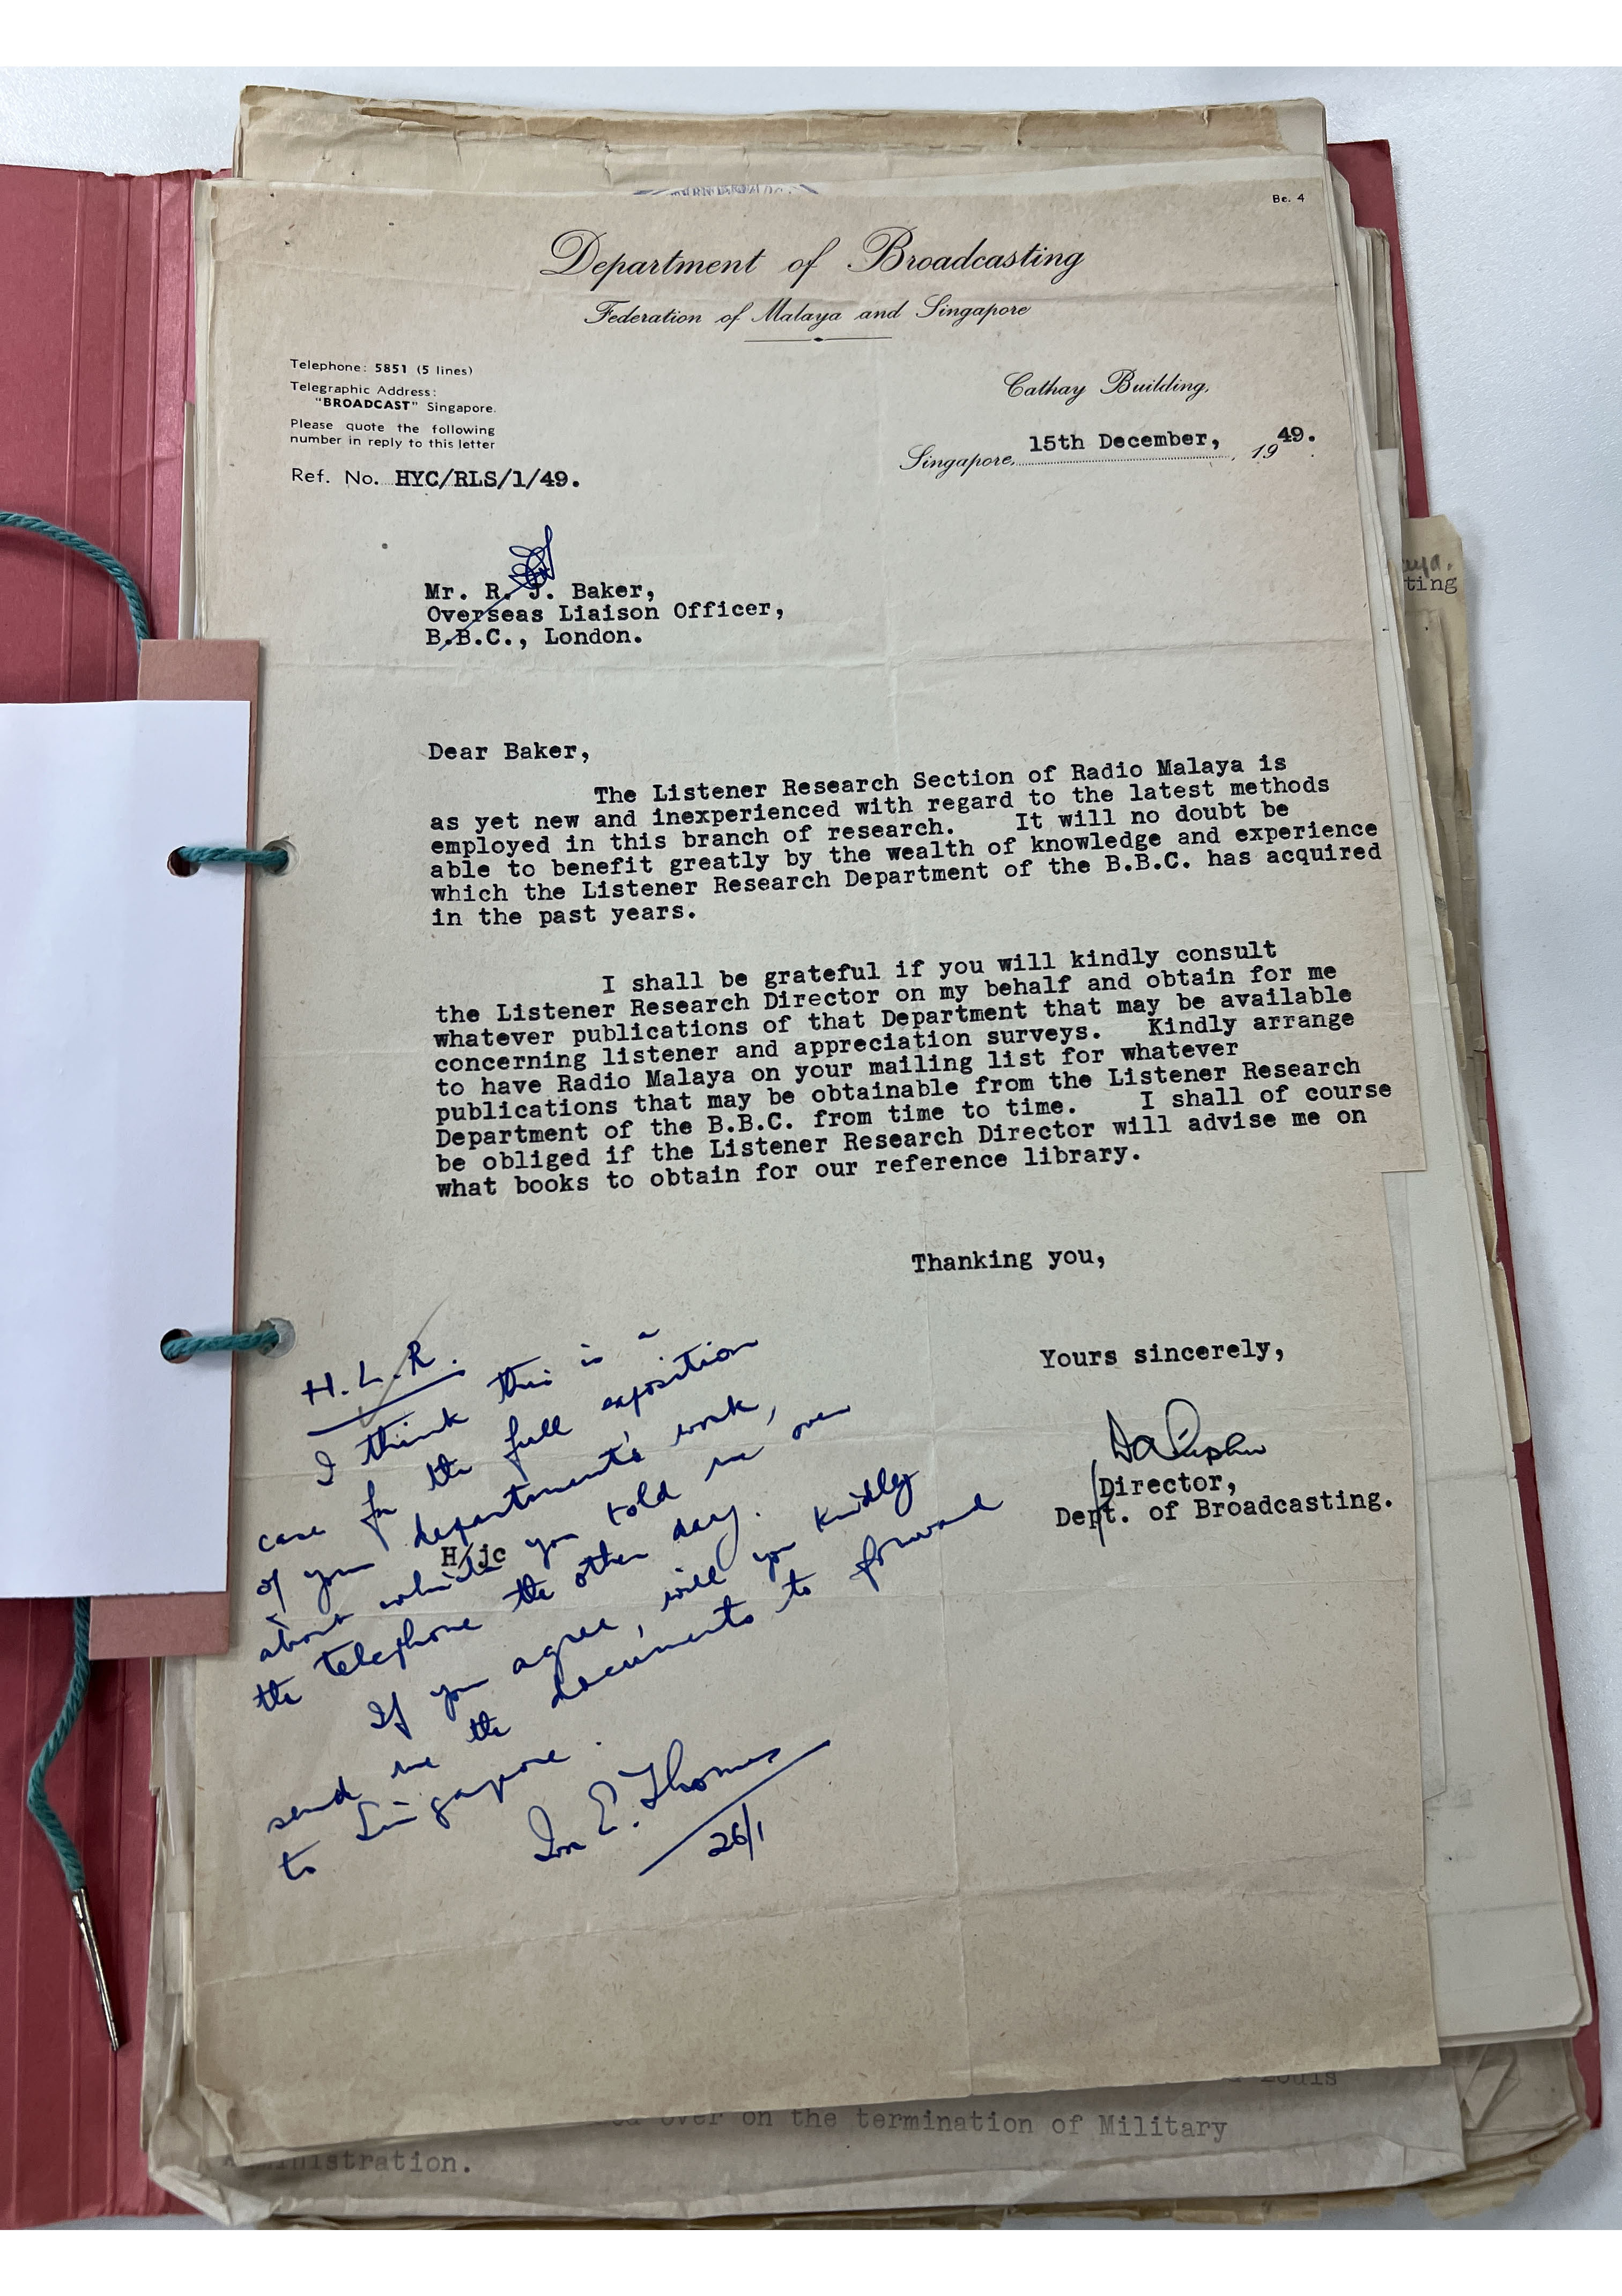 Be. 4
Department of Broadcasting
Federation of Malaya and Singapore
Telephone: 5851 (5 lines)
Telegraphic Address:
"BROADCAST" Singapore.
Please quote the following
number in reply to this letter
Ref. No. HYC/RLS/1/49.
Cathay Building,
Singapore, 15th December, 1949.
Mr. R. J. Baker,
Overseas Liaison Officer,
B.B.C., London.
Dear Baker,
The Listener Research Section of Radio Malaya is
as yet new and inexperienced with regard to the latest methods
employed in this branch of research. It will no doubt be
able to benefit greatly by the wealth of knowledge and experience
which the Listener Research Department of the B.B.C. has acquired
in the past years.
I shall be grateful if you will kindly consult
the Listener Research Director on my behalf and obtain for me
whatever publications of that Department that may be available
concerning listener and appreciation surveys. Kindly arrange
to have Radio Malaya on your mailing list for whatever
publications that may be obtainable from the Listener Research
Department of the B.B.C. from time to time. I shall of course
be obliged if the Listener Research Director will advise me on
what books to obtain for our reference library.
Thanking you,
Yours sincerely,
Director,
Dept. of Broadcasting.
H/jc
H.L.R.
I think this is a
case for the full exposition
of your department's work,
about which you told me over
the telephone the other day.
If you agree, will you kindly
send me the documents to forward
to Singapore.
E. Thomas
26/1
ting
over on the termination of Military